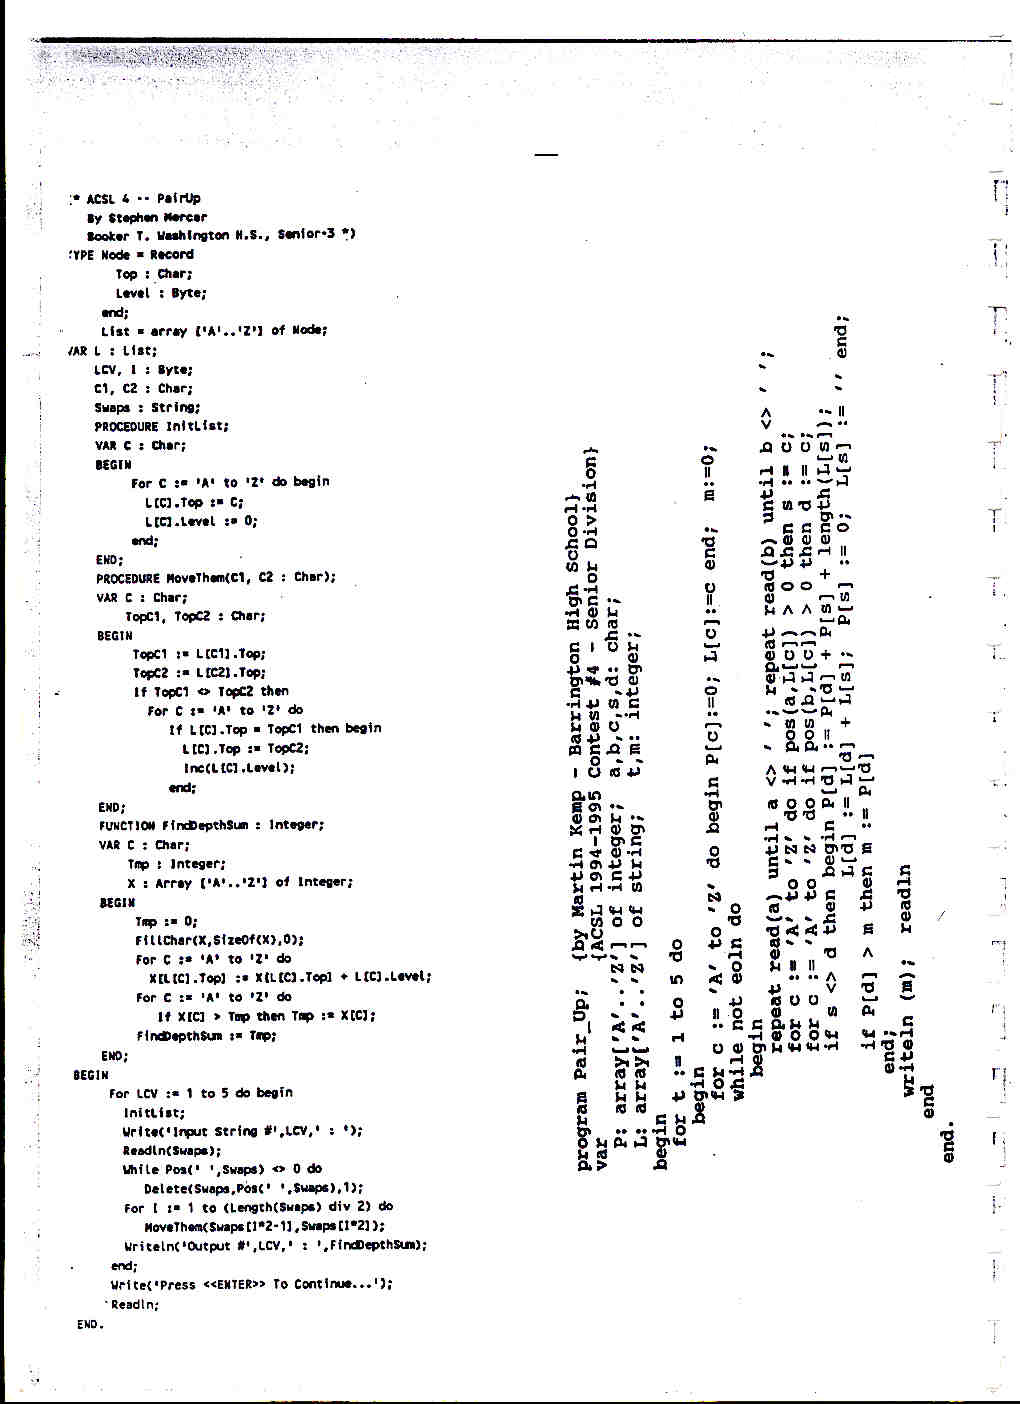 :* ACSL 4 -- PairUp
By Stephen Mercer
Booker T. Washington H.S., Senior-3 *)
TYPE Node = Record
Top : Char;
Level : Byte;
end;
List = array ['A'..'Z'] of Node;
VAR L : List;
LCV, I : Byte;
C1, C2 : Char;
Swaps : String;
PROCEDURE InitList;
VAR C : Char;
BEGIN
For C := 'A' to 'Z' do begin
L[C].Top := C;
L[C].Level := 0;
end;
END;
PROCEDURE MoveThem(C1, C2 : Char);
VAR C : Char;
TopC1, TopC2 : Char;
BEGIN
TopC1 := L[C1].Top;
TopC2 := L[C2].Top;
If TopC1 <> TopC2 then
For C := 'A' to 'Z' do
If L[C].Top = TopC1 then begin
L[C].Top := TopC2;
Inc(L[C].Level);
end;
END;
FUNCTION FindDepthSum : Integer;
VAR C : Char;
Tmp : Integer;
X : Array ['A'..'Z'] of Integer;
BEGIN
Tmp := 0;
FillChar(X,SizeOf(X),0);
For C := 'A' to 'Z' do
X[L[C].Top] := X[L[C].Top] + L[C].Level;
For C := 'A' to 'Z' do
If X[C] > Tmp then Tmp := X[C];
FindDepthSum := Tmp;
END;
BEGIN
For LCV := 1 to 5 do begin
InitList;
Write('Input String #',LCV,' : ');
Readln(Swaps);
While Pos(' ',Swaps) <> 0 do
Delete(Swaps,Pos(' ',Swaps),1);
For I := 1 to (Length(Swaps) div 2) do
MoveThem(Swaps[I*2-1],Swaps[I*2]);
Writeln('Output #',LCV,' : ',FindDepthSum);
end;
Write('Press <<ENTER>> To Continue...');
Readln;
END.
program Pair_Up; {by Martin Kemp - Barrington High School}
var {ACSL 1994-1995 Contest #4 - Senior Division}
P: array['A'..'Z'] of integer; a,b,c,s,d: char;
L: array['A'..'Z'] of string; t,m: integer;
begin
for t := 1 to 5 do
begin
for c := 'A' to 'Z' do begin P[c]:=0; L[c]:=c end; m:=0;
while not eoln do
begin
repeat read(a) until a <> ' '; repeat read(b) until b <> ' ';
for c := 'A' to 'Z' do if pos(a,L[c]) > 0 then s := c;
for c := 'A' to 'Z' do if pos(b,L[c]) > 0 then d := c;
if s <> d then begin P[d] := P[d] + P[s] + length(L[s]);
L[d] := L[d] + L[s]; P[s] := 0; L[s] := '' end;
if P[d] > m then m := P[d]
end;
writeln (m); readln
end
end.